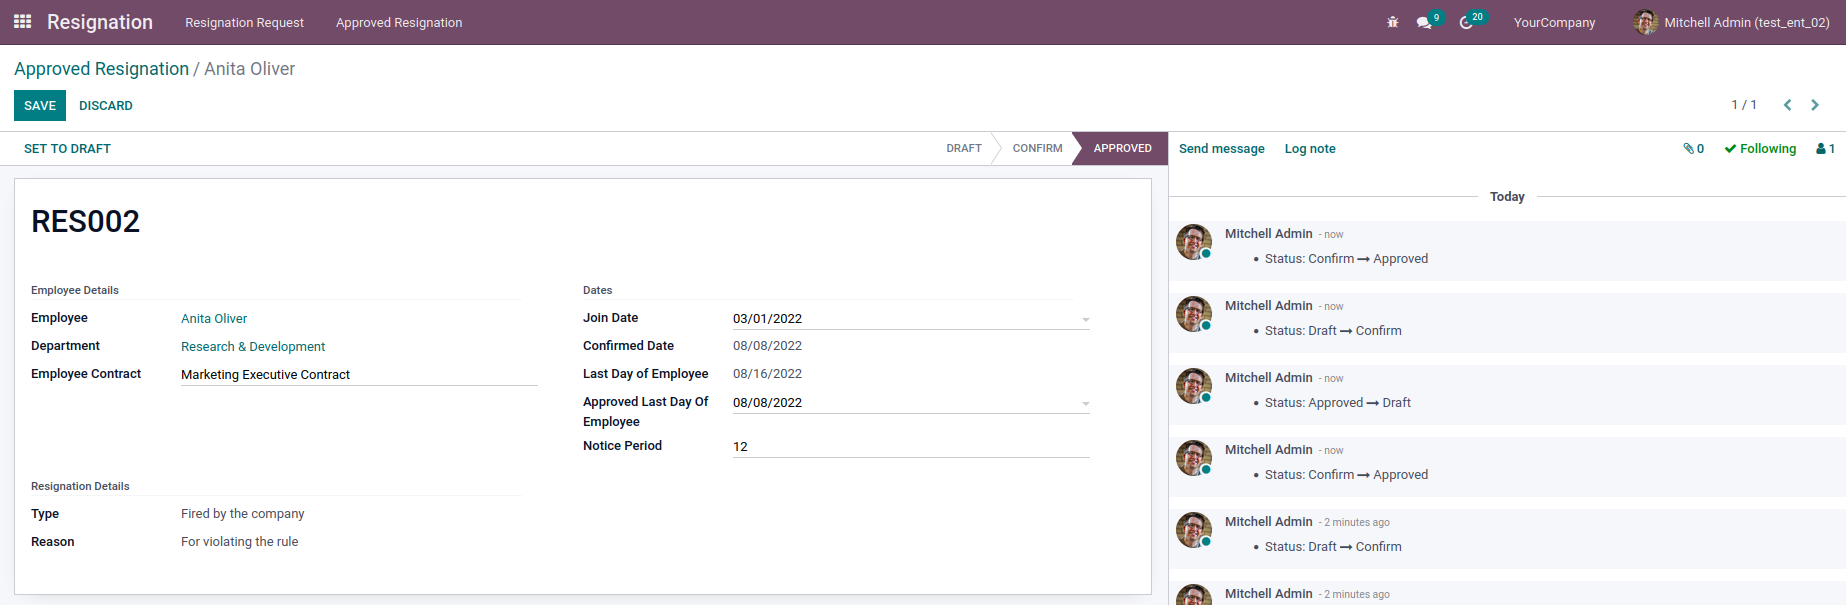 Resignation Resignation Request Approved Resignation 9 20 YourCompany Mitchell Admin (test_ent_02)
Approved Resignation / Anita Oliver
SAVE DISCARD 1 / 1
SET TO DRAFT DRAFT CONFIRM APPROVED Send message Log note 0 Following 1
RES002
Employee Details
Employee Anita Oliver
Department Research & Development
Employee Contract Marketing Executive Contract
Dates
Join Date 03/01/2022
Confirmed Date 08/08/2022
Last Day of Employee 08/16/2022
Approved Last Day Of Employee 08/08/2022
Notice Period 12
Resignation Details
Type Fired by the company
Reason For violating the rule
Today
Mitchell Admin - now
• Status: Confirm → Approved
Mitchell Admin - now
• Status: Draft → Confirm
Mitchell Admin - now
• Status: Approved → Draft
Mitchell Admin - now
• Status: Confirm → Approved
Mitchell Admin - 2 minutes ago
• Status: Draft → Confirm
Mitchell Admin - 2 minutes ago